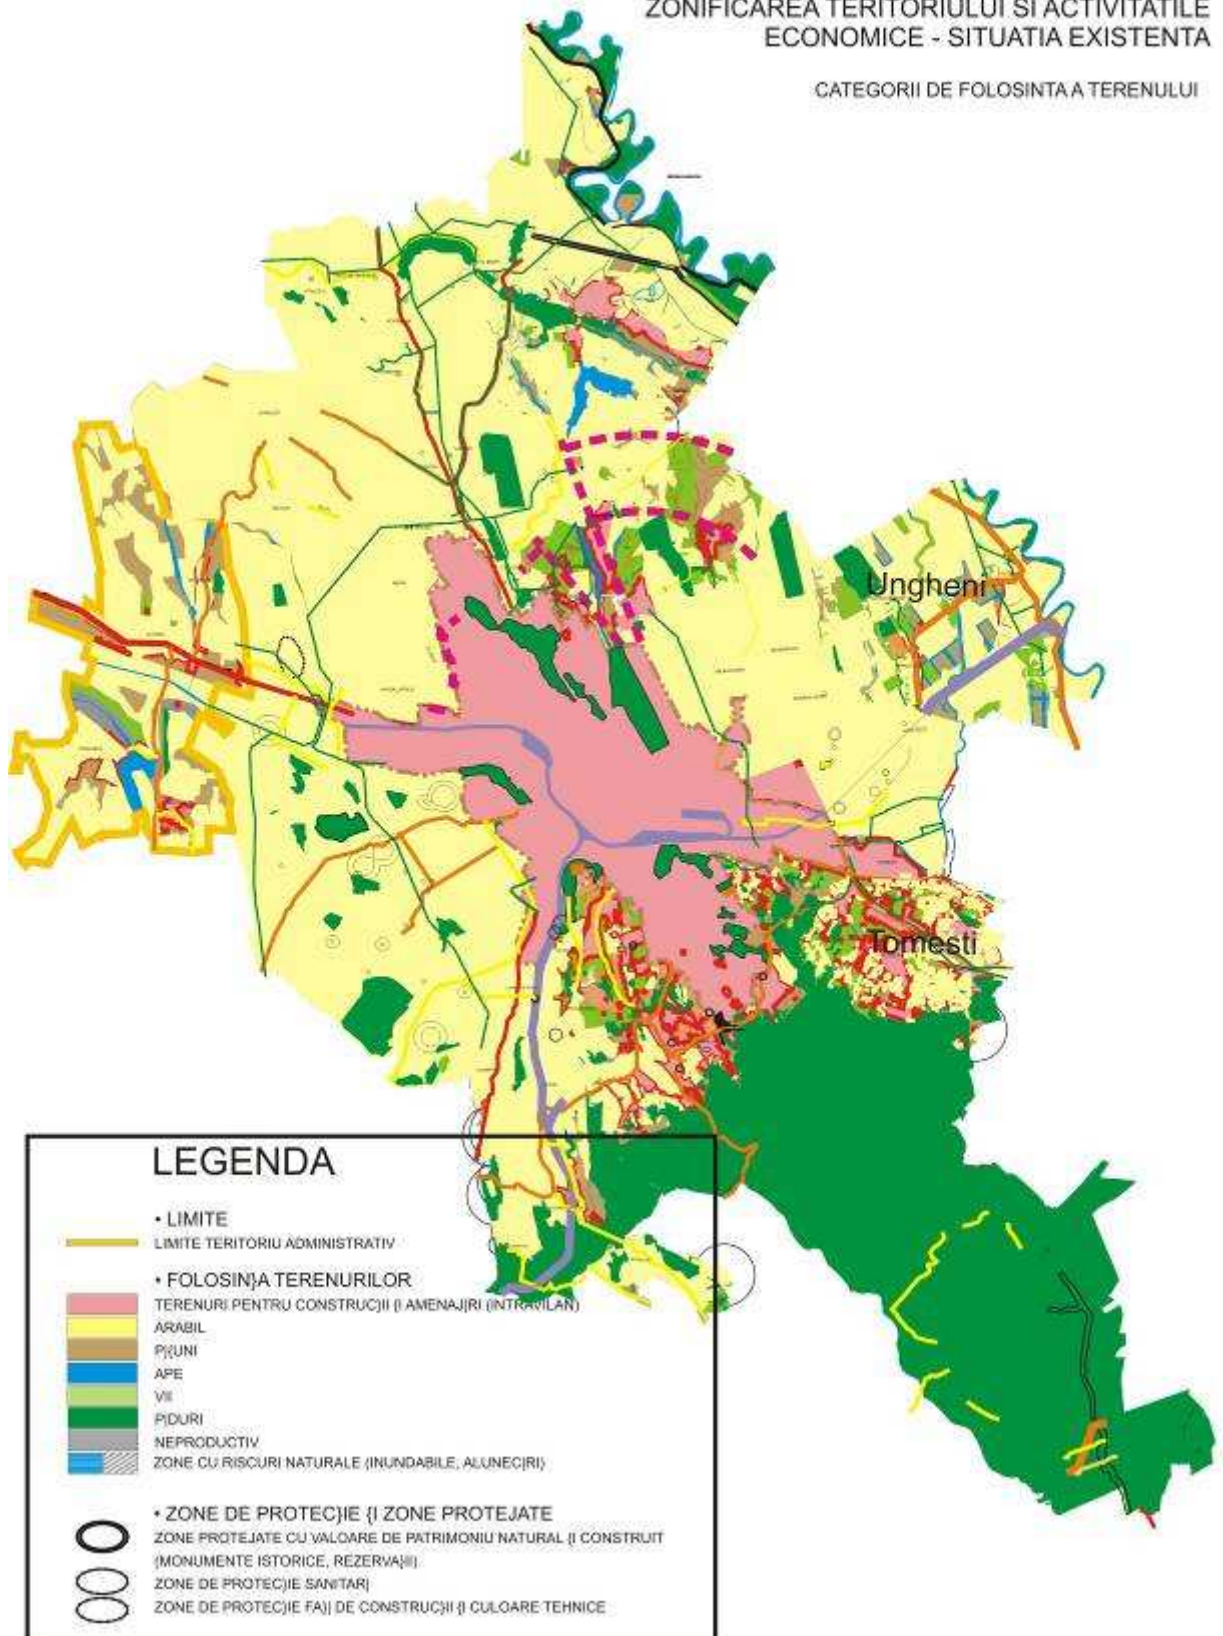 ZONIFICAREA TERITORIULUI SI ACTIVITATILE
ECONOMICE - SITUATIA EXISTENTA
CATEGORII DE FOLOSINTA A TERENULUI
Ungheni
Tomesti
LEGENDA
• LIMITE
LIMITE TERITORIU ADMINISTRATIV
• FOLOSIN}A TERENURILOR
TERENURI PENTRU CONSTRUC}II {I AMENAJ|RI (INTRAVILAN)
ARABIL
P|{UNI
APE
VII
P|DURI
NEPRODUCTIV
ZONE CU RISCURI NATURALE (INUNDABILE, ALUNEC|RI)
• ZONE DE PROTEC}IE {I ZONE PROTEJATE
ZONE PROTEJATE CU VALOARE DE PATRIMONIU NATURAL {I CONSTRUIT
(MONUMENTE ISTORICE, REZERVA}II)
ZONE DE PROTEC}IE SANITAR|
ZONE DE PROTEC}IE FA}| DE CONSTRUC}II {I CULOARE TEHNICE